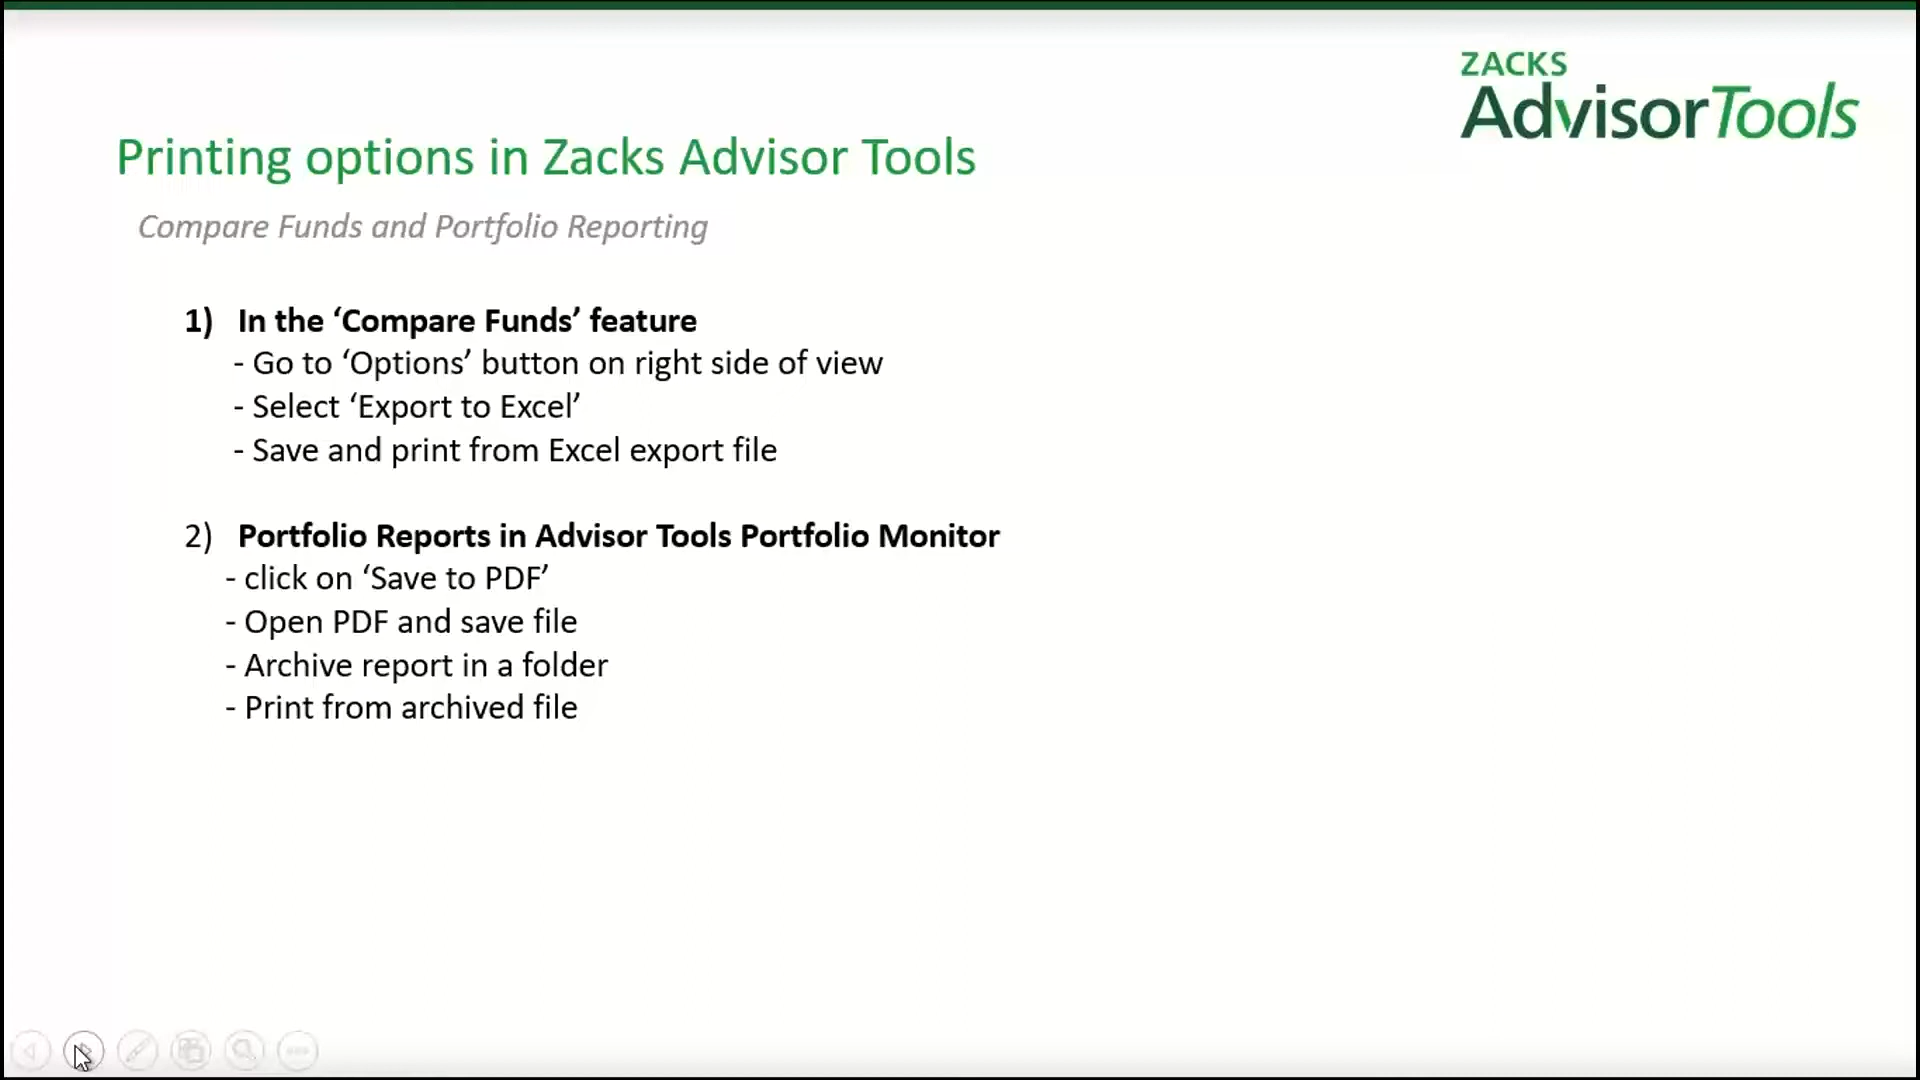 ZACKS
AdvisorTools
Printing options in Zacks Advisor Tools
Compare Funds and Portfolio Reporting
1) In the ‘Compare Funds’ feature
- Go to ‘Options’ button on right side of view
- Select ‘Export to Excel’
- Save and print from Excel export file
2) Portfolio Reports in Advisor Tools Portfolio Monitor
- click on ‘Save to PDF’
- Open PDF and save file
- Archive report in a folder
- Print from archived file